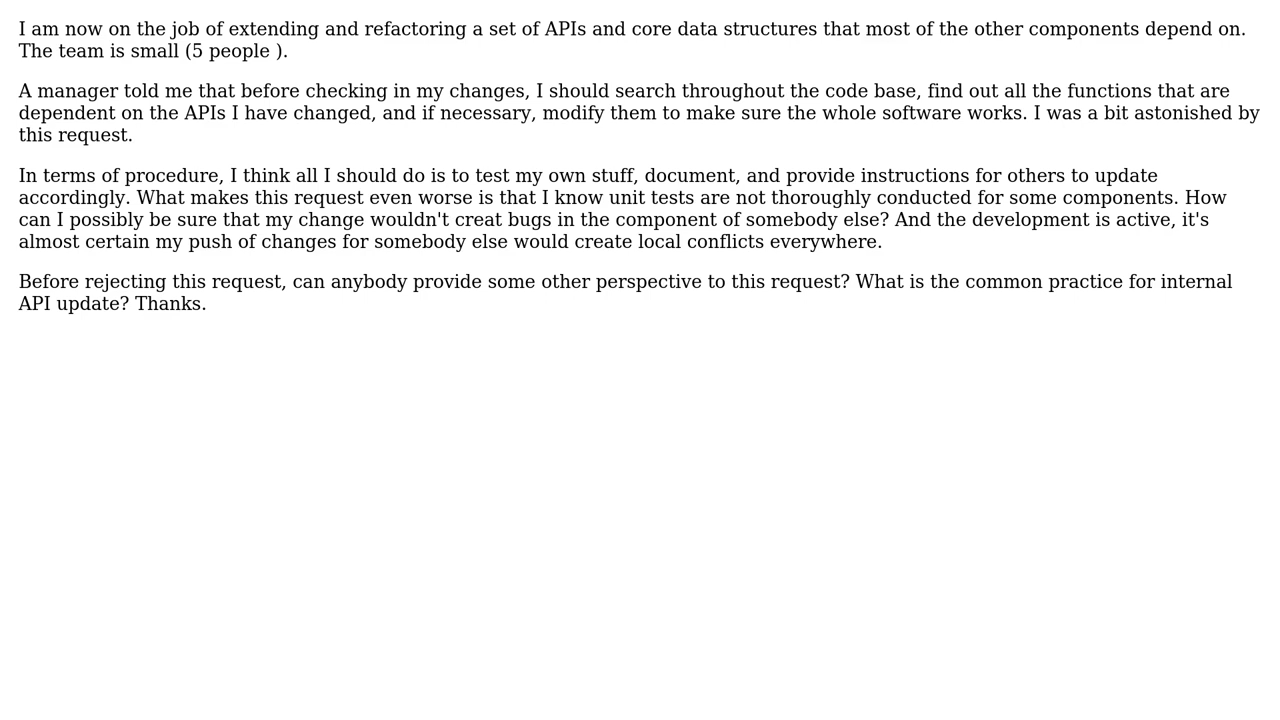 I am now on the job of extending and refactoring a set of APIs and core data structures that most of the other components depend on.
The team is small (5 people ).
A manager told me that before checking in my changes, I should search throughout the code base, find out all the functions that are
dependent on the APIs I have changed, and if necessary, modify them to make sure the whole software works. I was a bit astonished by
this request.
In terms of procedure, I think all I should do is to test my own stuff, document, and provide instructions for others to update
accordingly. What makes this request even worse is that I know unit tests are not thoroughly conducted for some components. How
can I possibly be sure that my change wouldn't creat bugs in the component of somebody else? And the development is active, it's
almost certain my push of changes for somebody else would create local conflicts everywhere.
Before rejecting this request, can anybody provide some other perspective to this request? What is the common practice for internal
API update? Thanks.